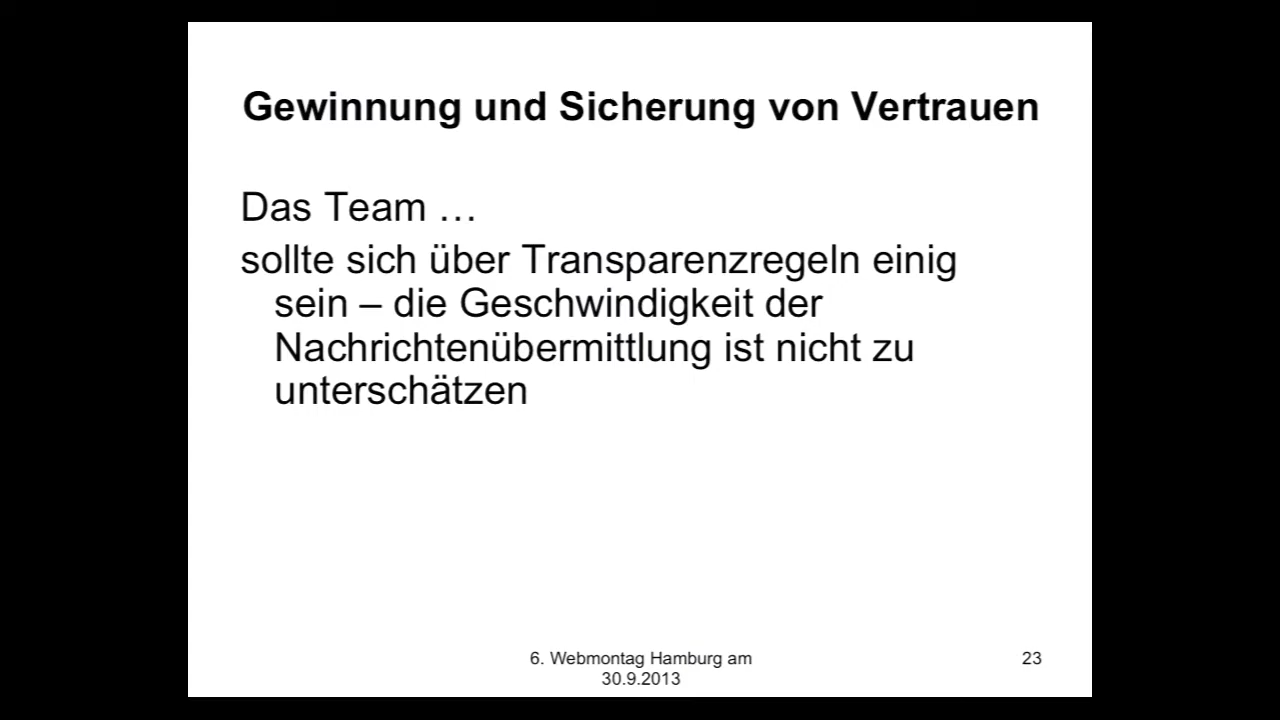 Gewinnung und Sicherung von Vertrauen
Das Team …
sollte sich über Transparenzregeln einig
sein – die Geschwindigkeit der
Nachrichtenübermittlung ist nicht zu
unterschätzen
6. Webmontag Hamburg am
30.9.2013
23